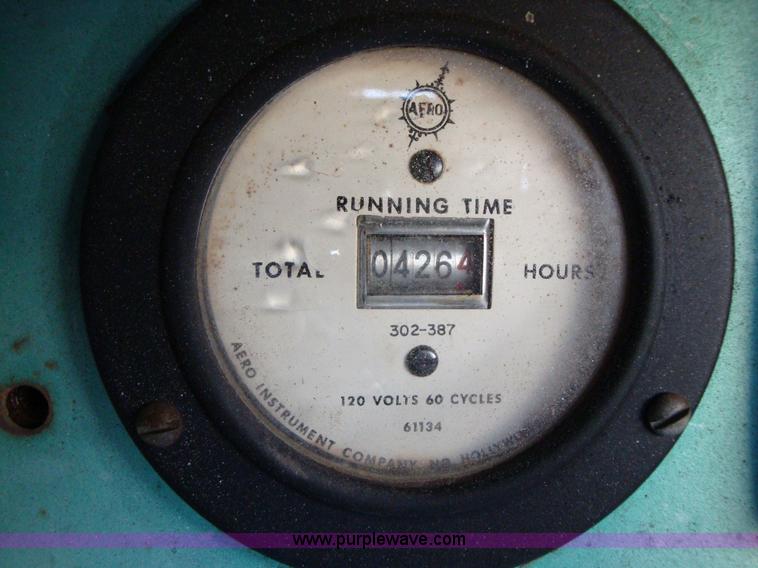 AERO
RUNNING TIME
TOTAL
04264
HOURS
302-387
120 VOLTS 60 CYCLES
61134
AERO INSTRUMENT COMPANY, NO.
www.purplewave.com